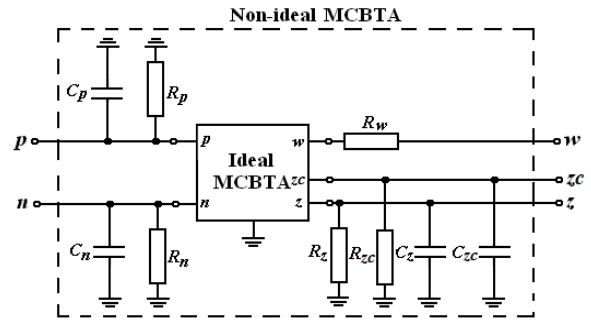 Non-ideal MCBTA
Cp
Rp
p
p
Ideal
MCBTA
w
Rw
w
zc
zc
n
n
z
z
Cn
Rn
Rz
Rzc
Cz
Czc